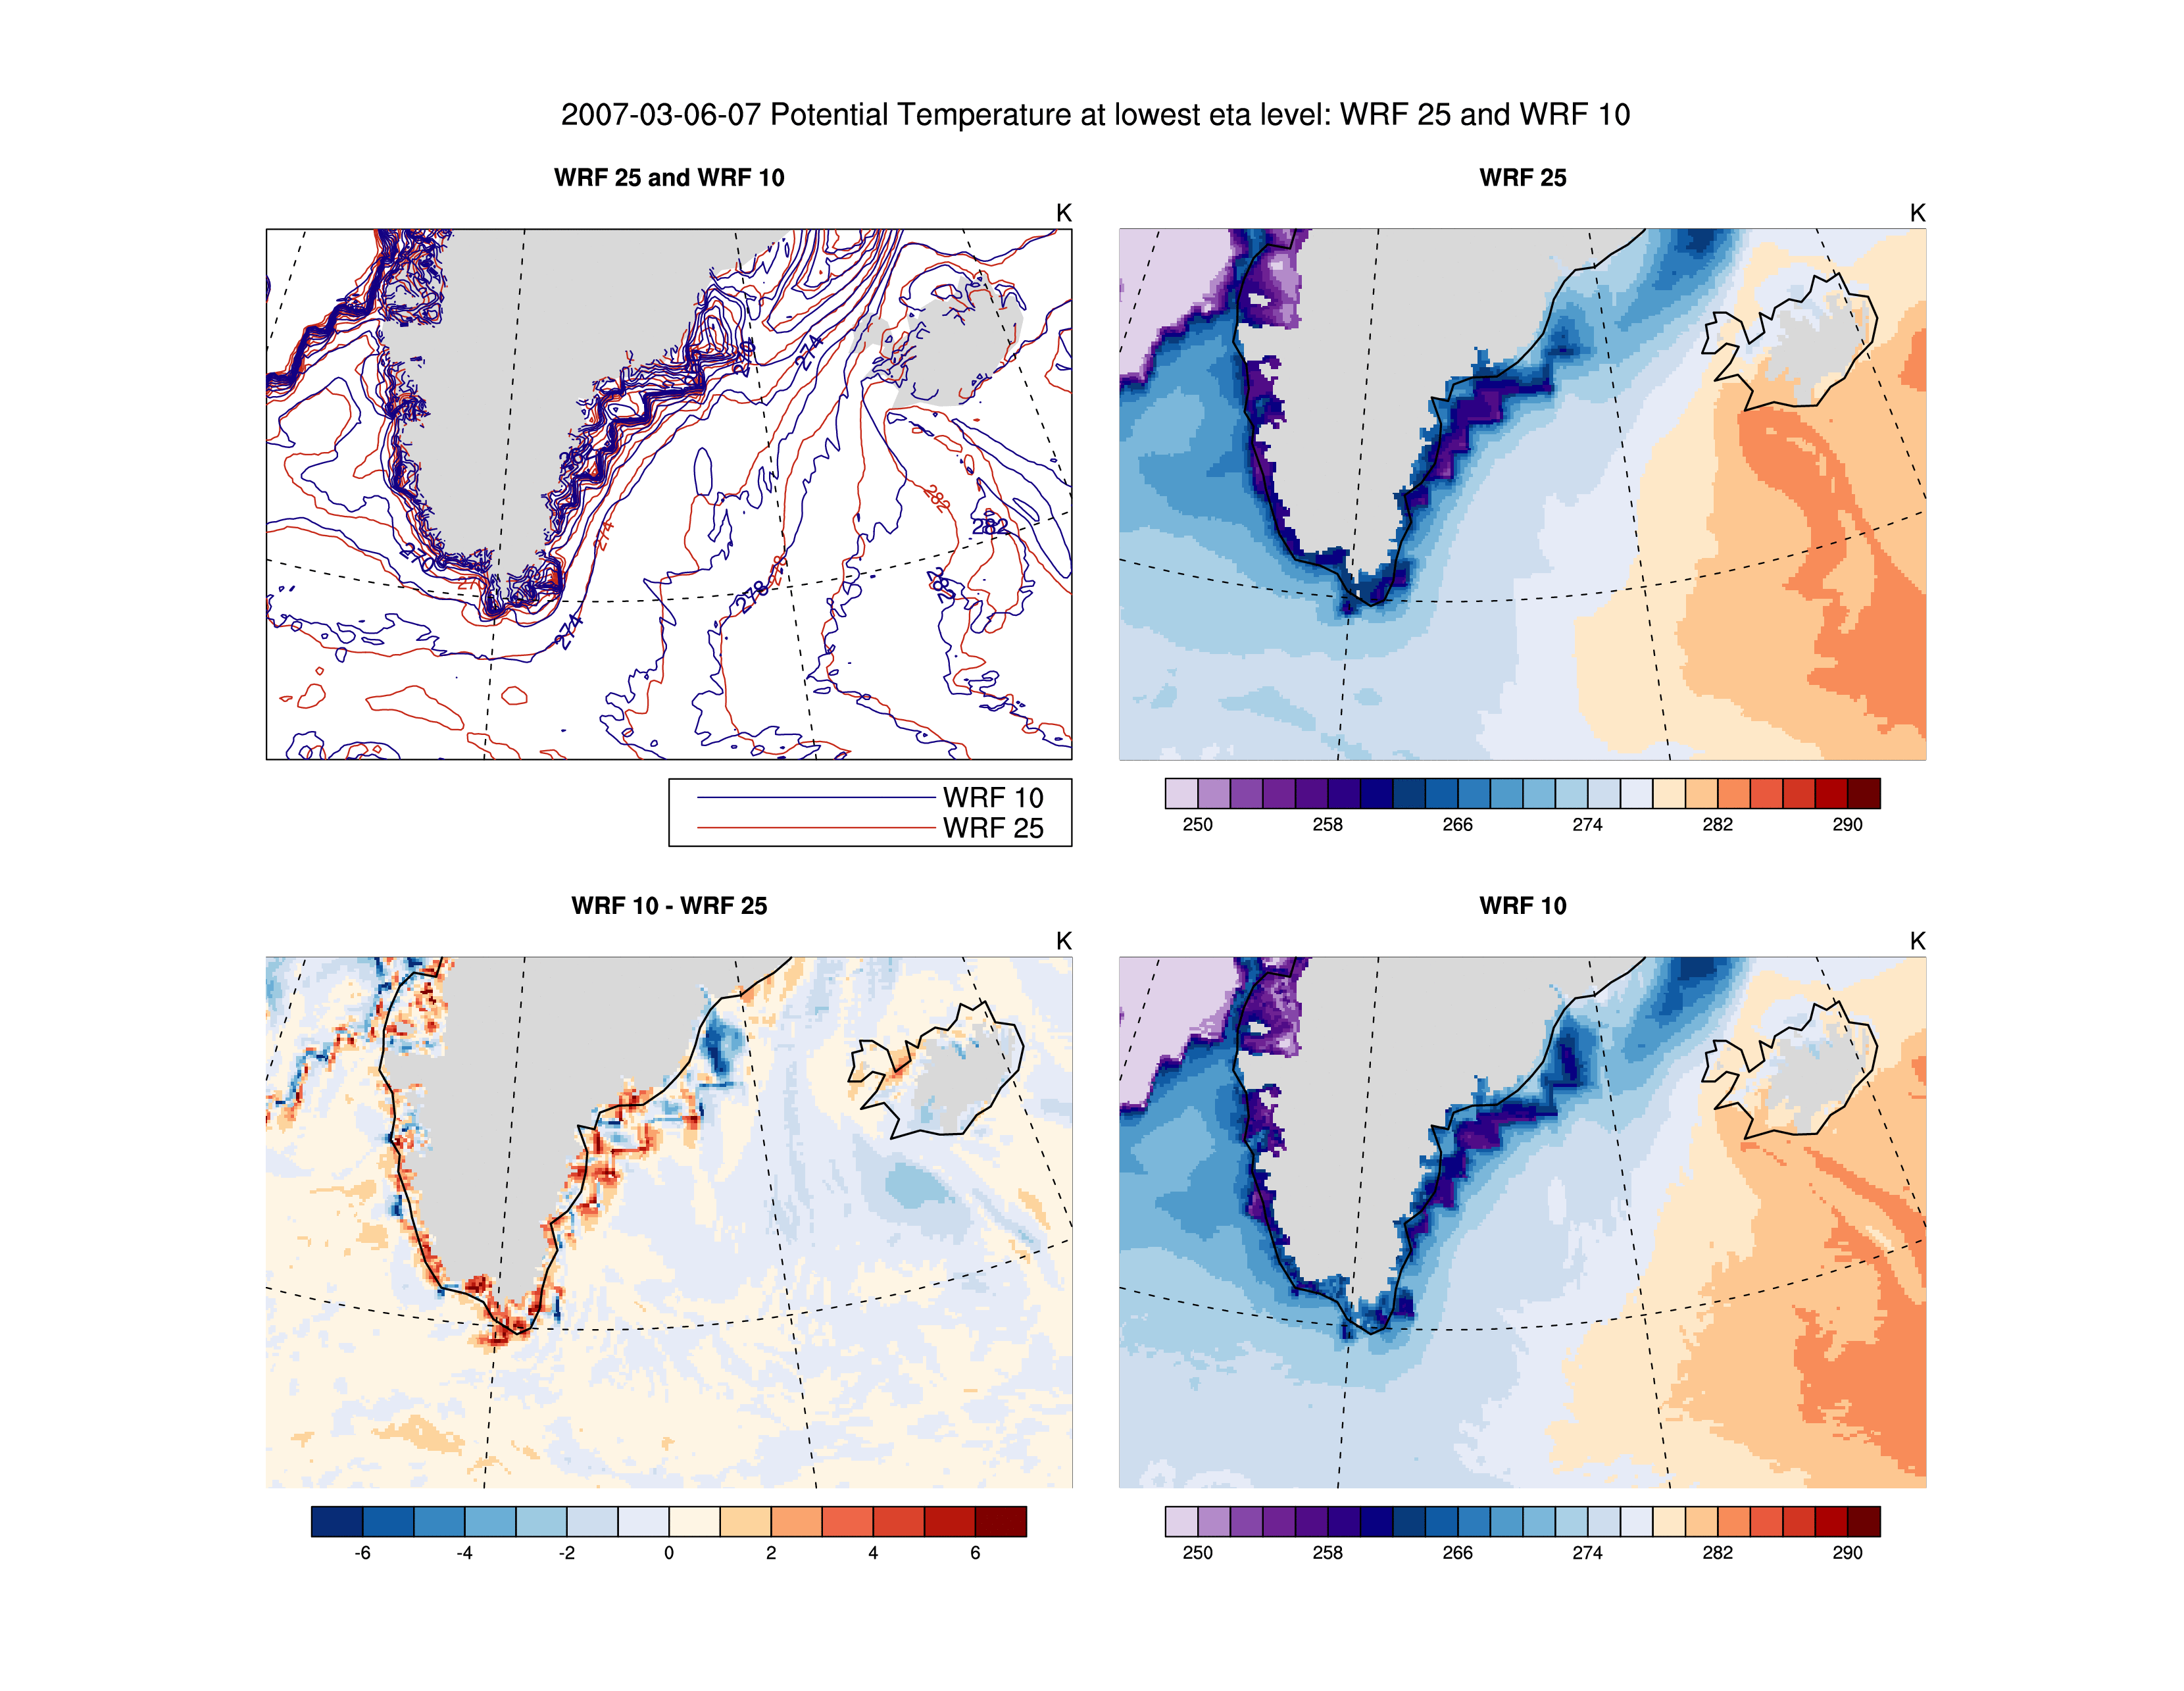 2007-03-06-07 Potential Temperature at lowest eta level: WRF 25 and WRF 10
WRF 25 and WRF 10
K
274
282
282
274
278
278
274
WRF 10
WRF 25
WRF 25
K
250 258 266 274 282 290
WRF 10 - WRF 25
K
-6 -4 -2 0 2 4 6
WRF 10
K
250 258 266 274 282 290